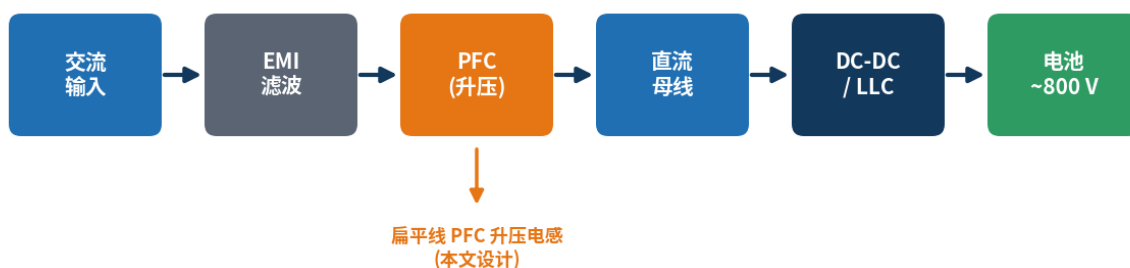 交流
输入
EMI
滤波
PFC
(升压)
直流
母线
DC-DC
/ LLC
电池
~800 V
扁平线 PFC 升压电感
(本文设计)